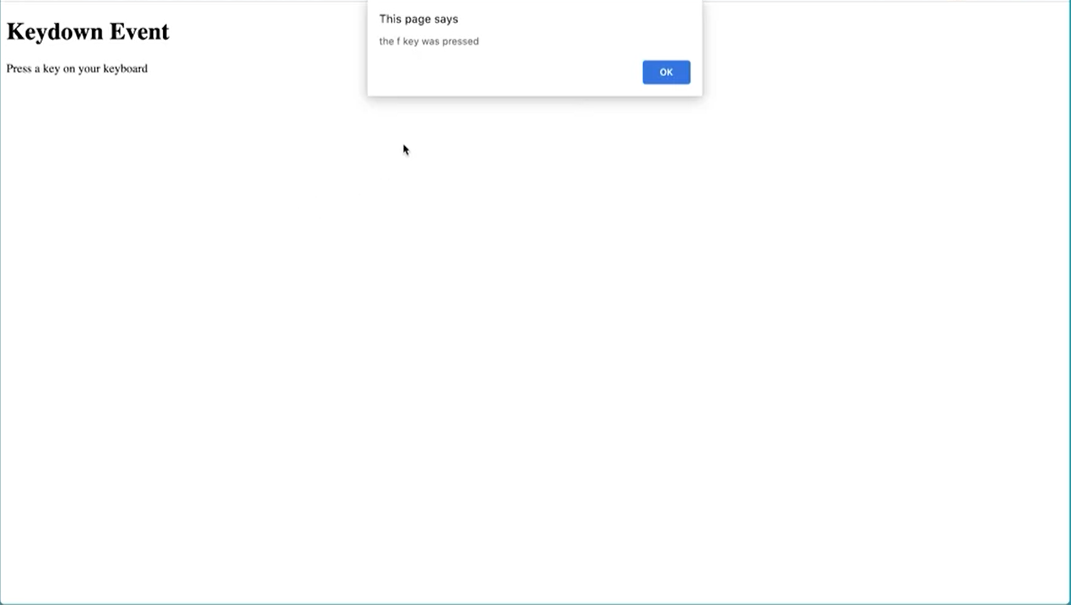 Keydown Event
Press a key on your keyboard
This page says
the f key was pressed
OK